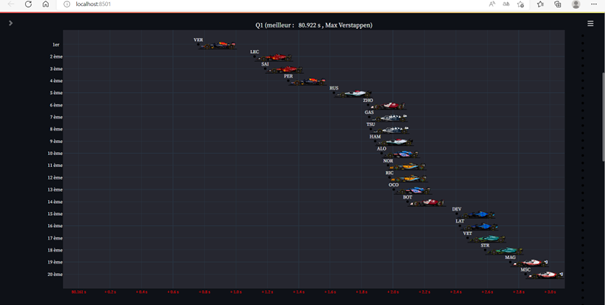 localhost:8501
Q1 (meilleur : 80.922 s , Max Verstappen)
1er VER
2 ème LEC
3 ème SAI
4 ème PER
5 ème RUS
6 ème ZHO
7 ème GAS
8 ème TSU
9 ème HAM
10 ème ALO
11 ème NOR
12 ème RIC
13 ème OCO
14 ème BOT
15 ème DEV
16 ème LAT
17 ème VET
18 ème STR
19 ème MAG
20 ème MSC